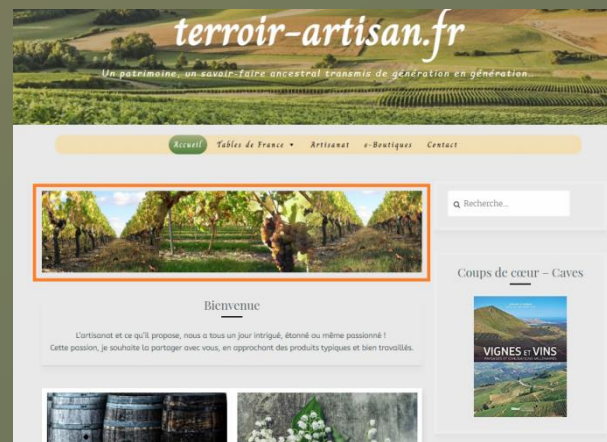 terroir-artisan.fr
Un patrimoine, un savoir-faire ancestral transmis de génération en génération
Accueil Tables de France Artisanat e-Boutiques Contact
Recherche...
Coups de cœur – Caves
VIGNES ET VINS
Bienvenue
L'artisanat et ce qu'il propose, nous a tous un jour intrigué, étonné ou même passionné !
Cette passion, je souhaite la partager avec vous, en approchant des produits typiques et bien travaillés.